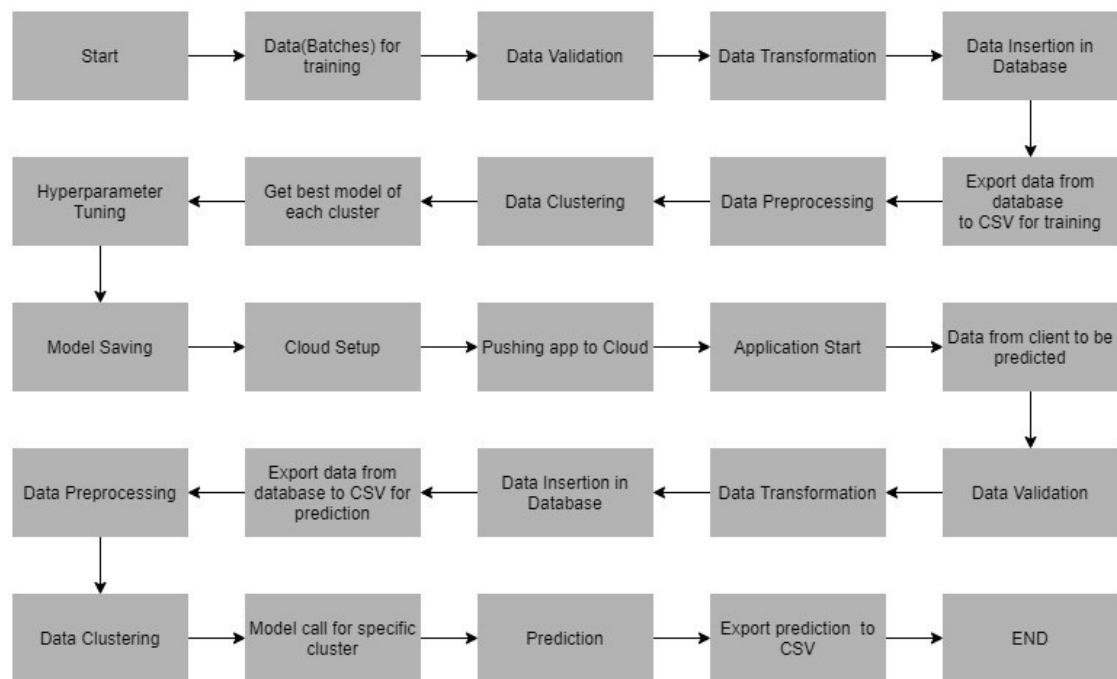 Start
Data(Batches) for
training
Data Validation
Data Transformation
Data Insertion in
Database
Export data from
database
to CSV for training
Data Preprocessing
Data Clustering
Get best model of
each cluster
Hyperparameter
Tuning
Model Saving
Cloud Setup
Pushing app to Cloud
Application Start
Data from client to be
predicted
Data Validation
Data Transformation
Data Insertion in
Database
Export data from
database to CSV for
prediction
Data Preprocessing
Data Clustering
Model call for specific
cluster
Prediction
Export prediction  to
CSV
END